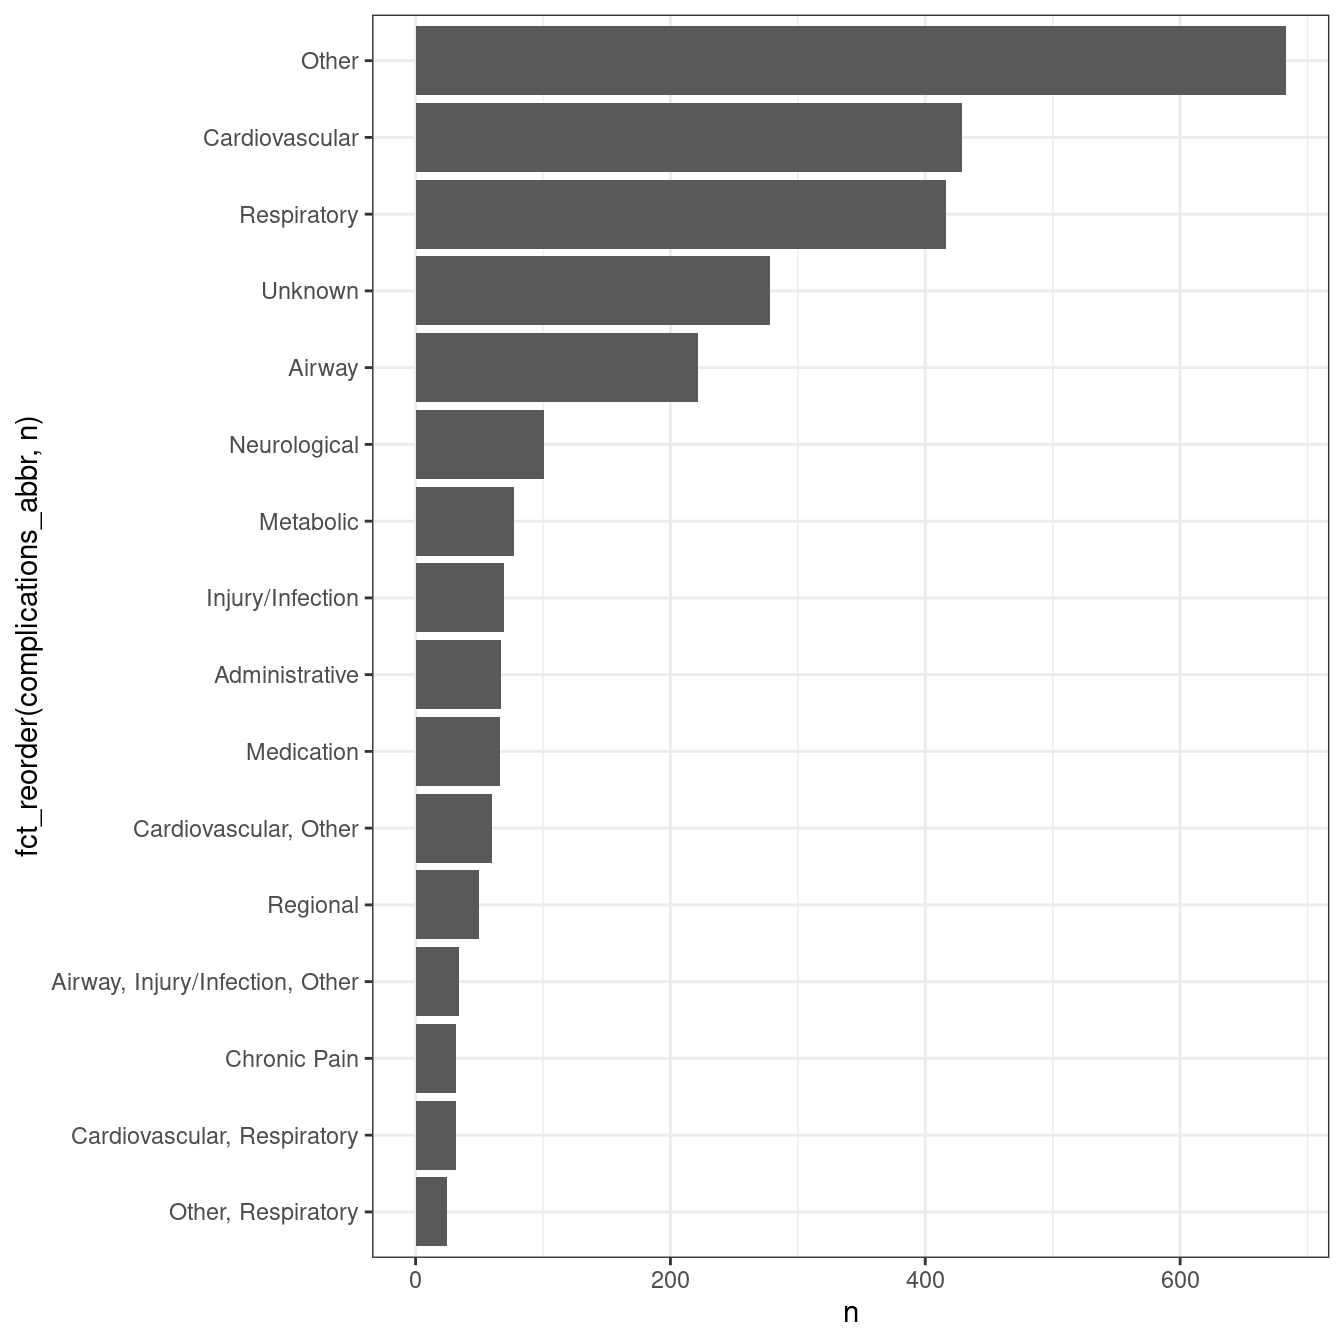 fct_reorder(complications_abbr, n)
Other
Cardiovascular
Respiratory
Unknown
Airway
Neurological
Metabolic
Injury/Infection
Administrative
Medication
Cardiovascular, Other
Regional
Airway, Injury/Infection, Other
Chronic Pain
Cardiovascular, Respiratory
Other, Respiratory
0 200 400 600
n